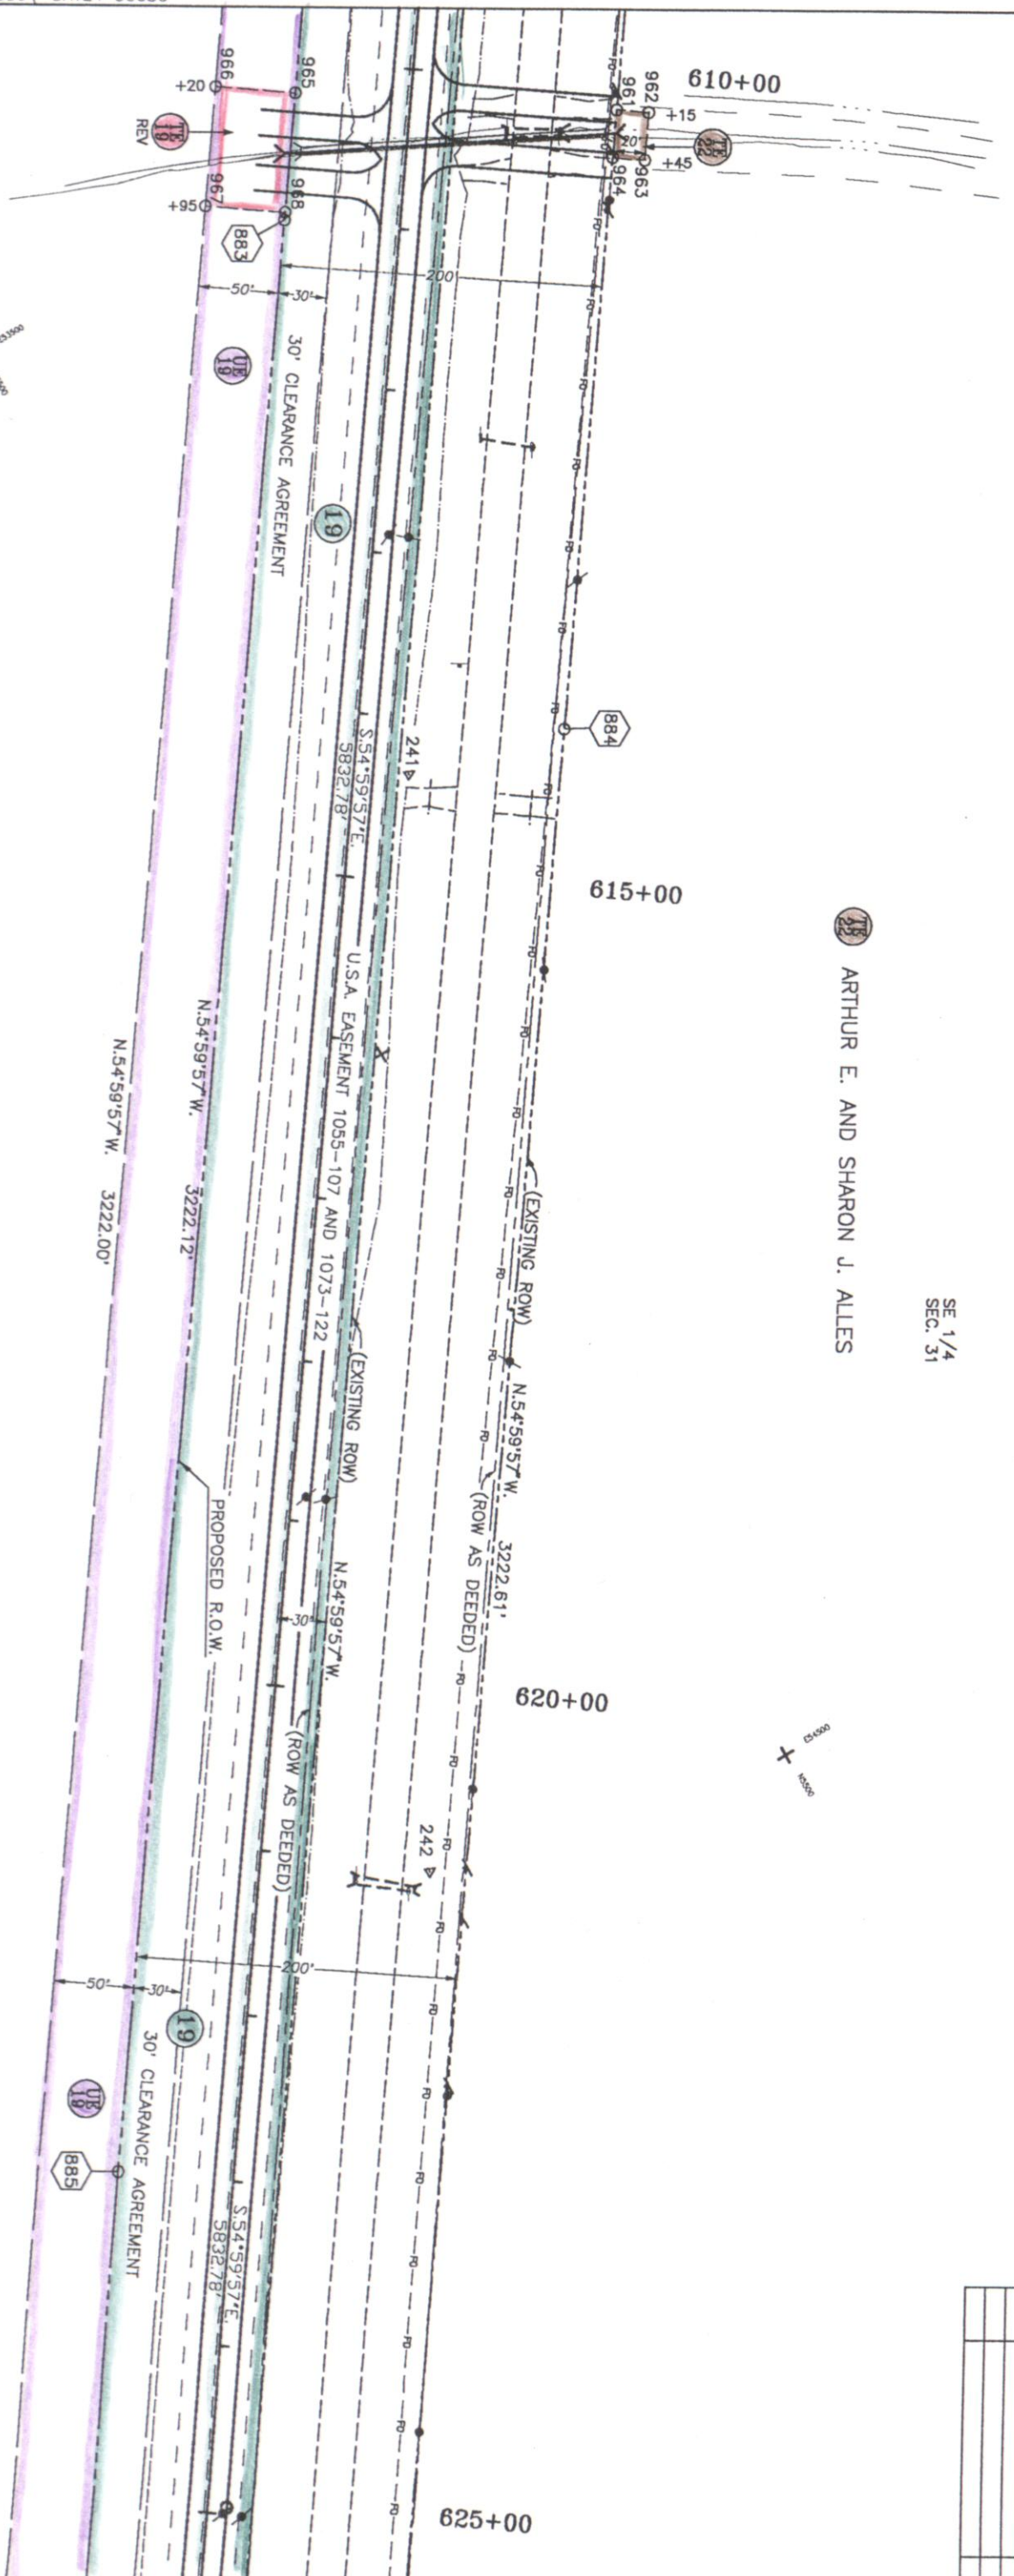 610+00
966
+20
965
961
962
+15
TE
19
REV
20'
TE
22
964
963
+45
967
+95
968
883
200'
50'
30'
UE
19
30' CLEARANCE AGREEMENT
19
884
241
S.54°59'57"E.
5832.78'
615+00
TE
22
ARTHUR E. AND SHARON J. ALLES
U.S.A. EASEMENT 1055-107 AND 1073-122
N.54°59'57"W. 3222.12'
N.54°59'57"W. 3222.00'
(EXISTING ROW)
SE 1/4
SEC. 31
(EXISTING ROW)
N.54°59'57"W. 3222.61'
(ROW AS DEEDED)
PROPOSED R.O.W.
30'
N.54°59'57"W.
620+00
(ROW AS DEEDED)
E54500
N5500
242
200'
50'
30'
19
30' CLEARANCE AGREEMENT
UE
19
885
S.54°59'57"E.
5832.78'
625+00